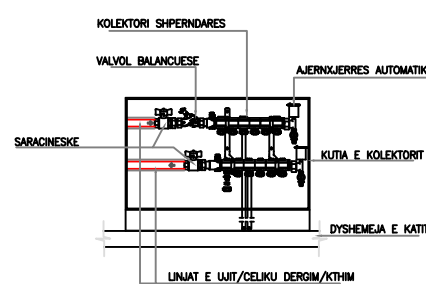 KOLEKTORI SHPERNDARES
VALVOL BALANCUESE
AJERNXJERRES AUTOMATIK
SARACINESKE
KUTIA E KOLEKTORIT
DYSHEMEJA E KATIT
LINJAT E UJIT/CELIKU DERGIM/KTHIM